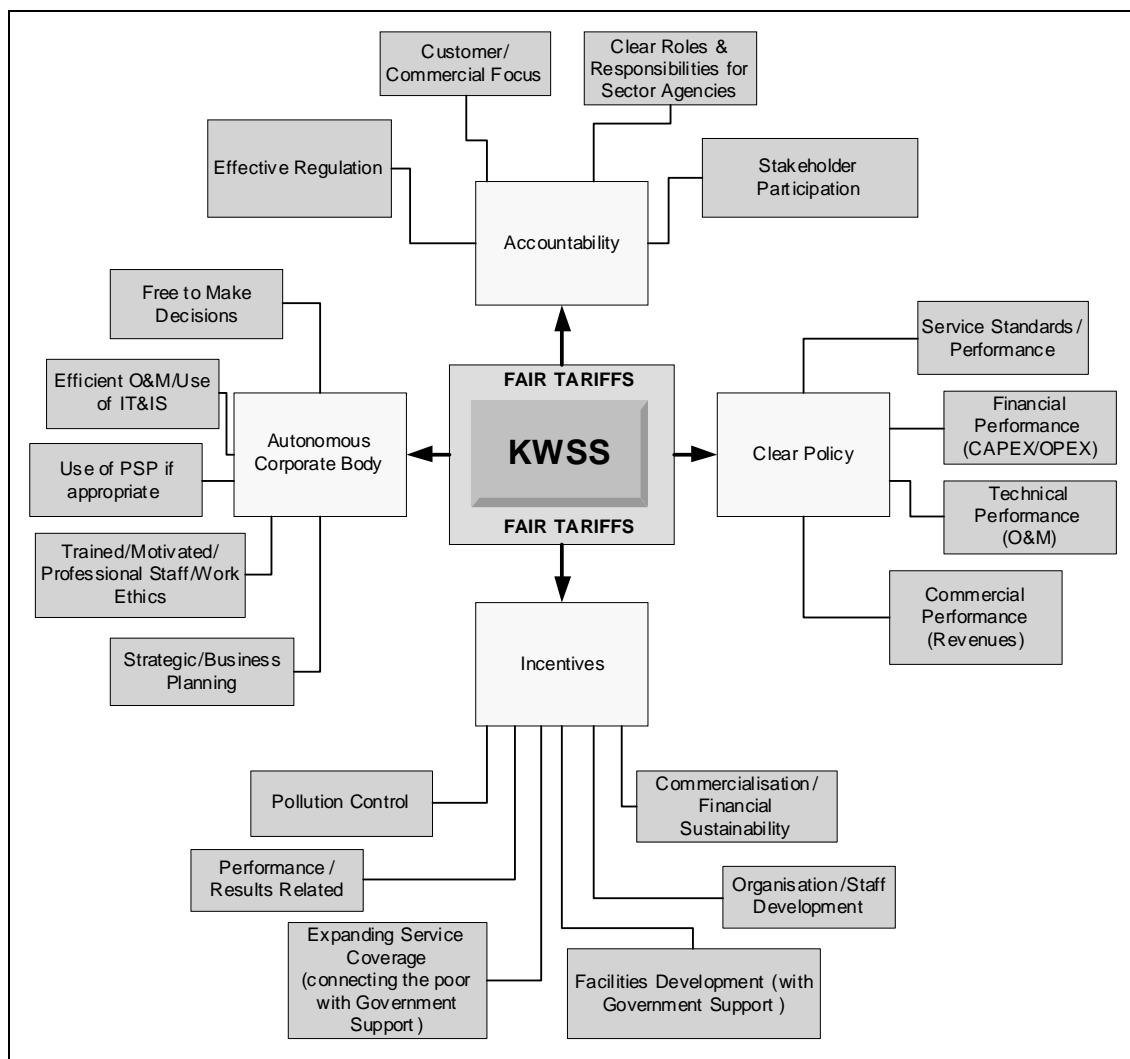 Customer/
Commercial Focus
Clear Roles &
Responsibilities for
Sector Agencies
Effective Regulation
Stakeholder
Participation
Accountability
Free to Make
Decisions
Service Standards /
Performance
Efficient O&M/Use
of IT&IS
FAIR TARIFFS
Financial
Performance
(CAPEX/OPEX)
Autonomous
Corporate Body
KWSS
Clear Policy
Use of PSP if
appropriate
Technical
Performance
(O&M)
FAIR TARIFFS
Trained/Motivated/
Professional Staff/Work
Ethics
Commercial
Performance
(Revenues)
Strategic/Business
Planning
Incentives
Pollution Control
Commercialisation /
Financial
Sustainability
Performance /
Results Related
Organisation /Staff
Development
Expanding Service
Coverage
(connecting the poor
with Government
Support )
Facilities Development (with
Government Support )